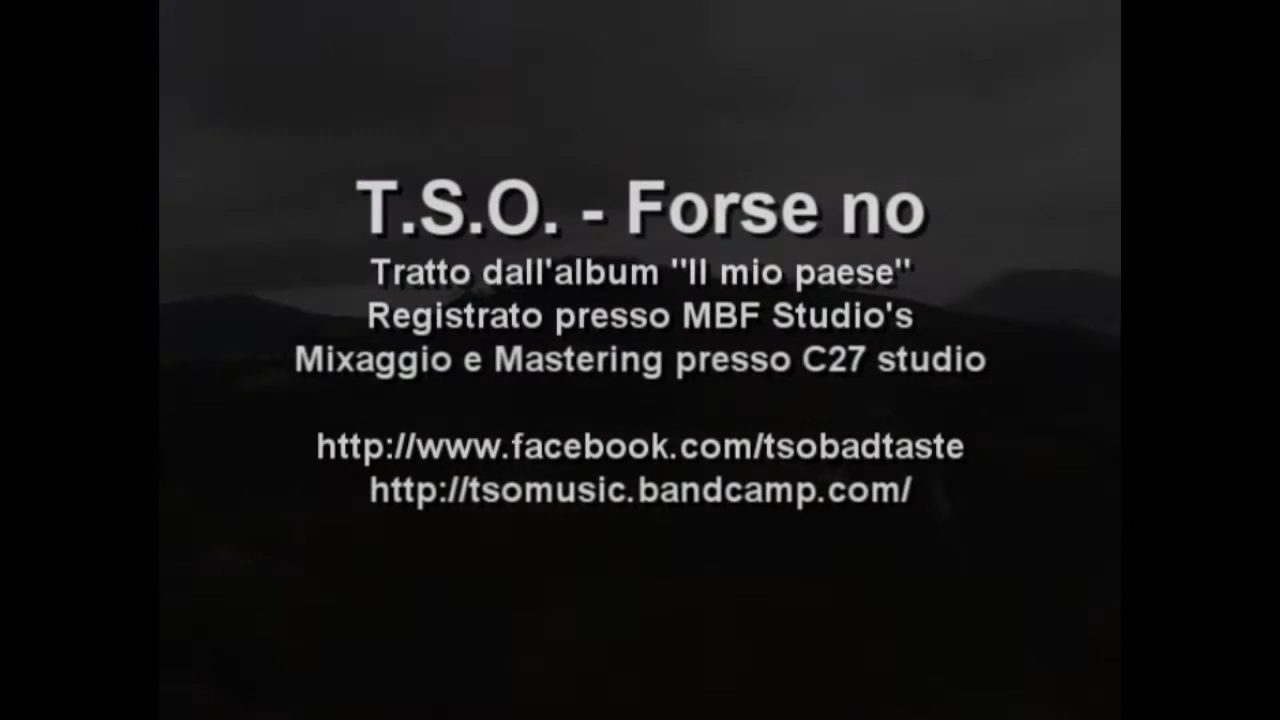 T.S.O. - Forse no
Tratto dall'album "Il mio paese"
Registrato presso MBF Studio's
Mixaggio e Mastering presso C27 studio
http://www.facebook.com/tsobadtaste
http://tsomusic.bandcamp.com/